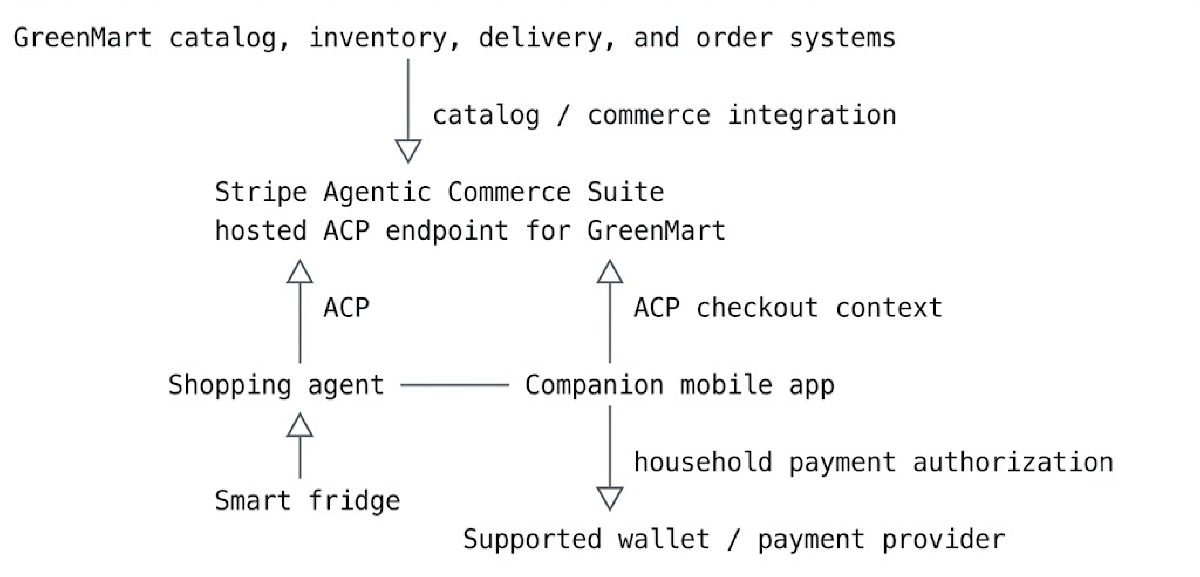 GreenMart catalog, inventory, delivery, and order systems
catalog / commerce integration
Stripe Agentic Commerce Suite
hosted ACP endpoint for GreenMart
ACP
ACP checkout context
Shopping agent
Companion mobile app
household payment authorization
Smart fridge
Supported wallet / payment provider